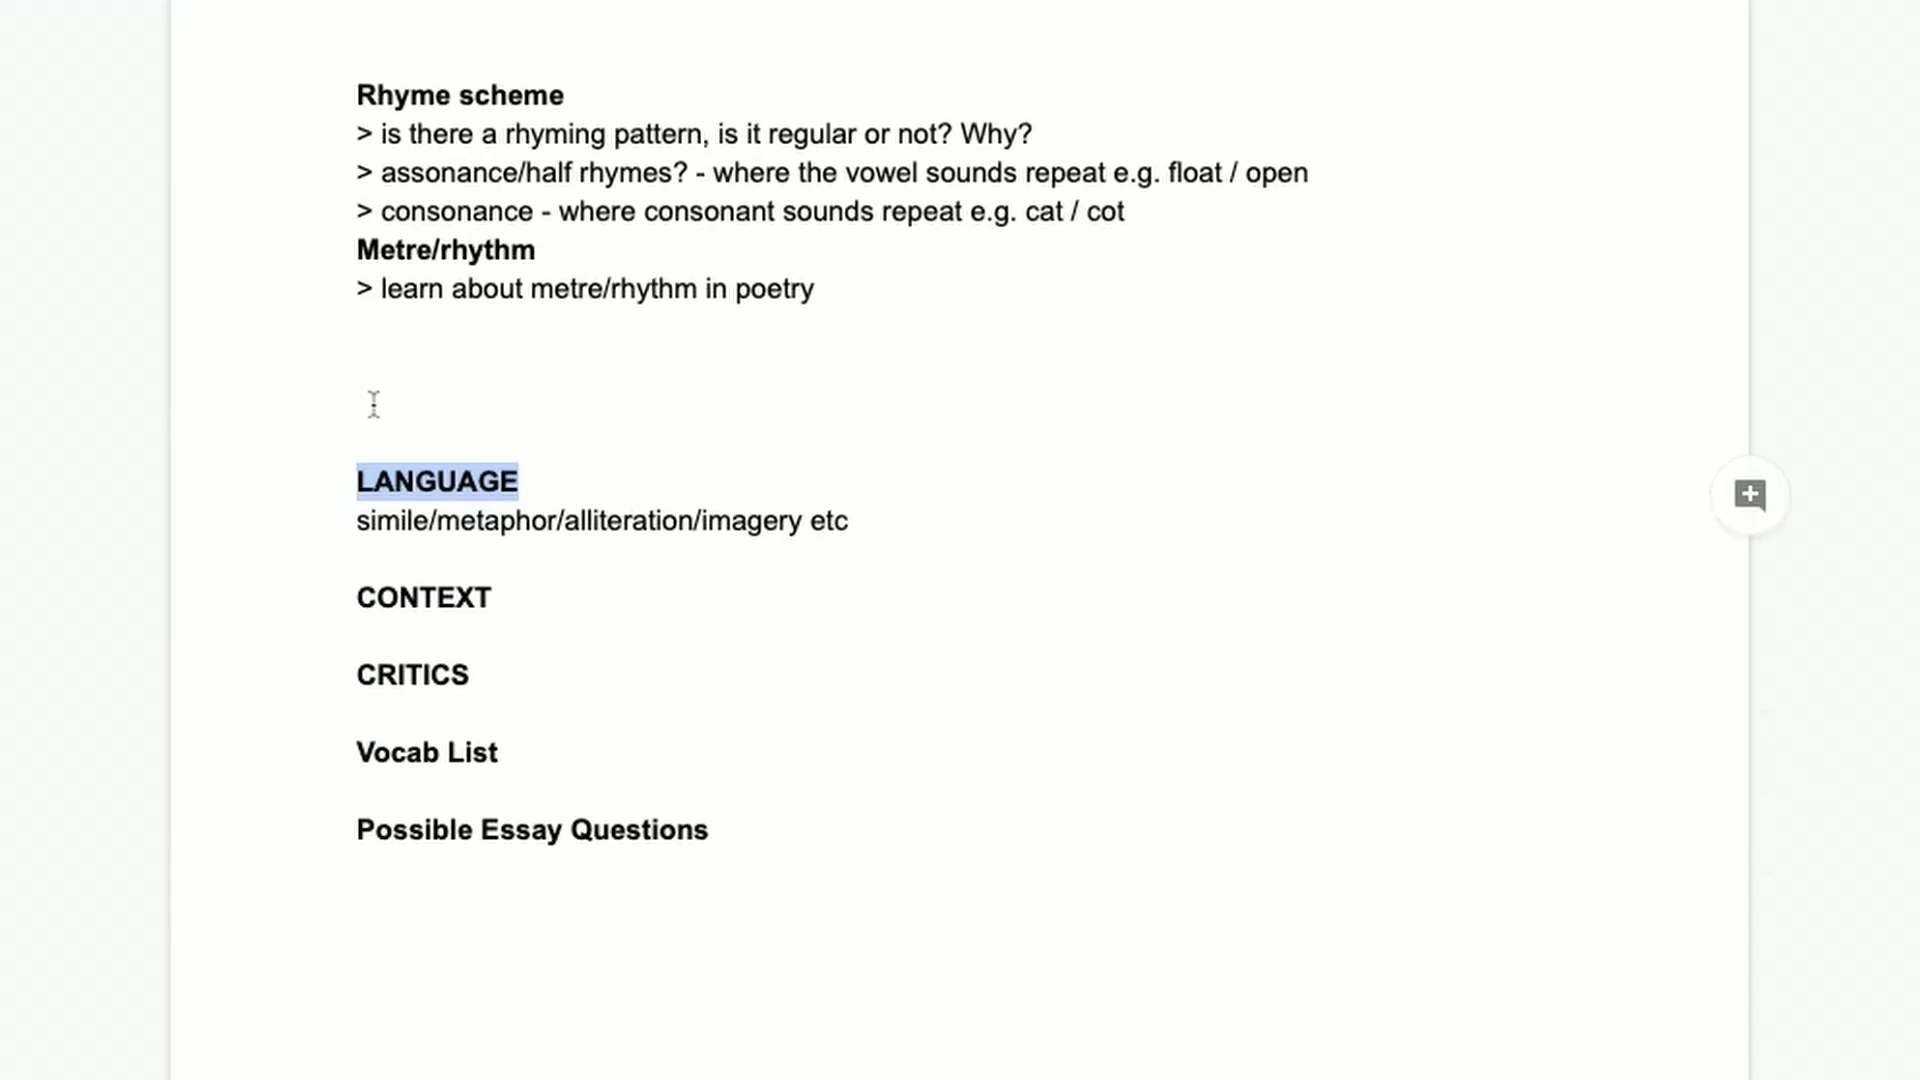 Rhyme scheme
> is there a rhyming pattern, is it regular or not? Why?
> assonance/half rhymes? - where the vowel sounds repeat e.g. float / open
> consonance - where consonant sounds repeat e.g. cat / cot
Metre/rhythm
> learn about metre/rhythm in poetry
LANGUAGE
simile/metaphor/alliteration/imagery etc
CONTEXT
CRITICS
Vocab List
Possible Essay Questions